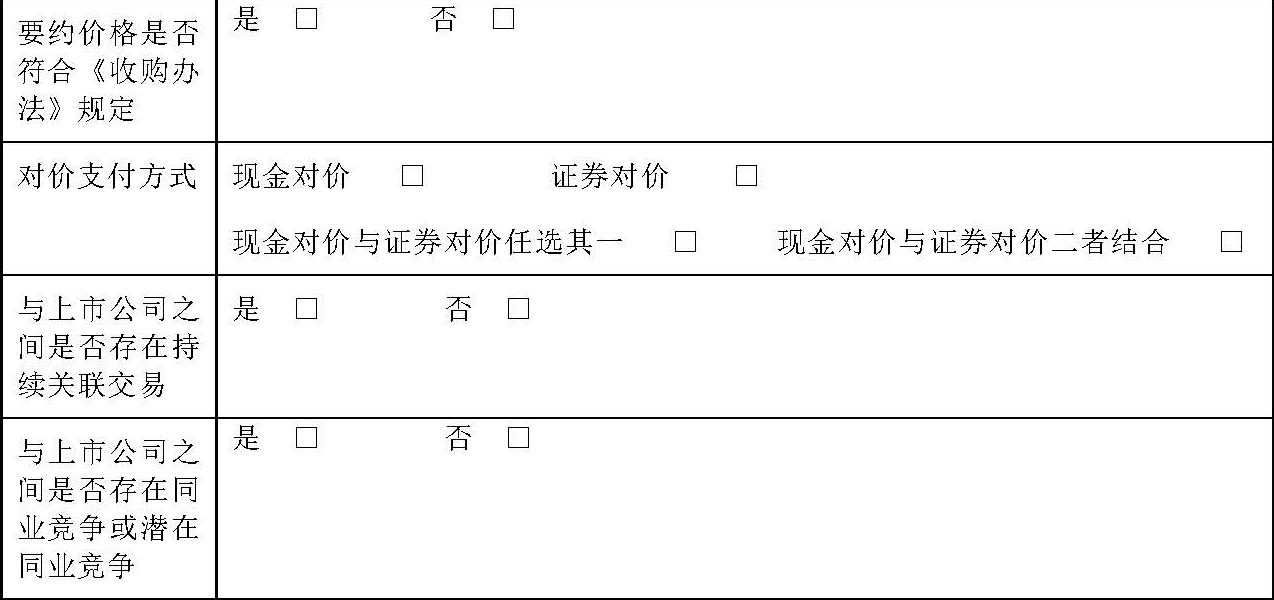 要约价格是否
符合《收购办
法》规定
是 □ 否 □
对价支付方式
现金对价 □ 证券对价 □
现金对价与证券对价任选其一 □ 现金对价与证券对价二者结合 □
与上市公司之
间是否存在持
续关联交易
是 □ 否 □
与上市公司之
间是否存在同
业竞争或潜在
同业竞争
是 □ 否 □